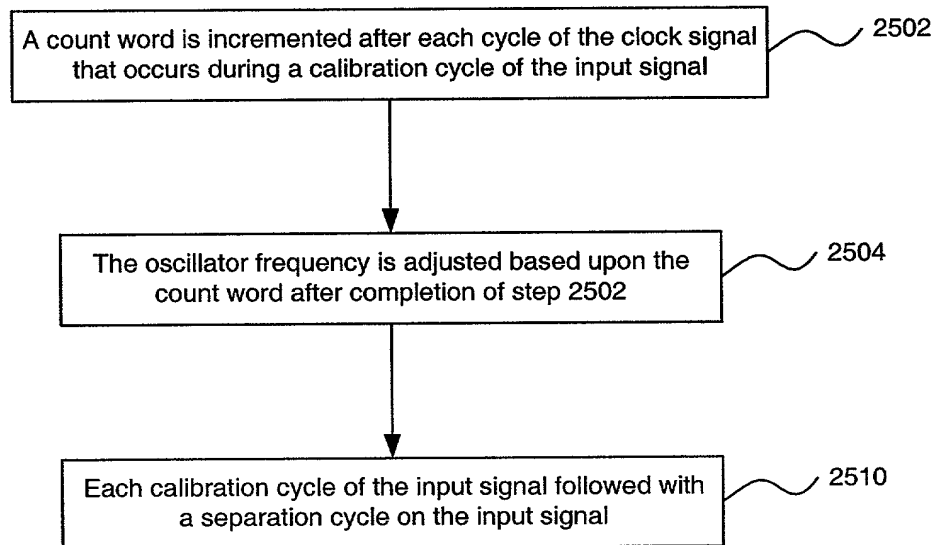 A count word is incremented after each cycle of the clock signal
that occurs during a calibration cycle of the input signal
2502
The oscillator frequency is adjusted based upon the
count word after completion of step 2502
2504
Each calibration cycle of the input signal followed with
a separation cycle on the input signal
2510